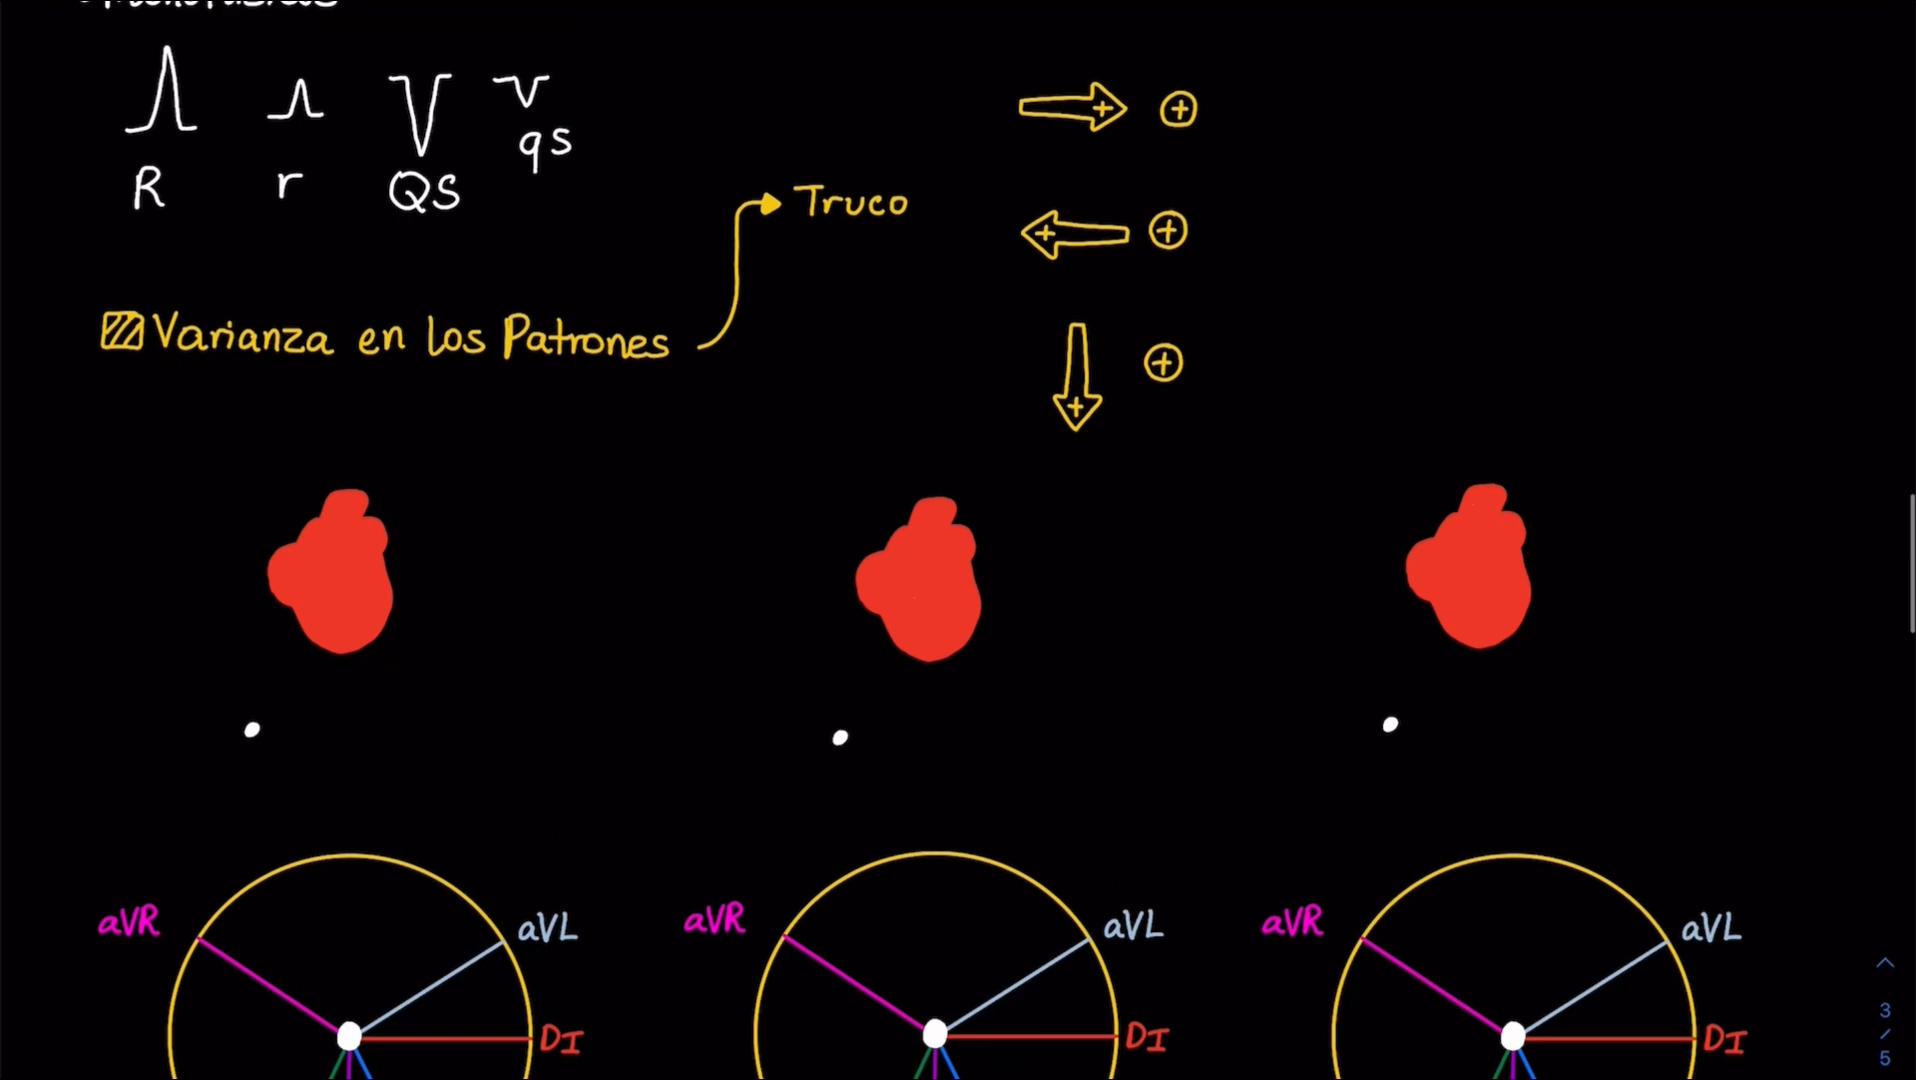 R r QS qs
Truco
Varianza en los Patrones
+ +
+ +
+ +
aVR aVL aVR aVL aVR aVL
DI DI DI
3
/
5